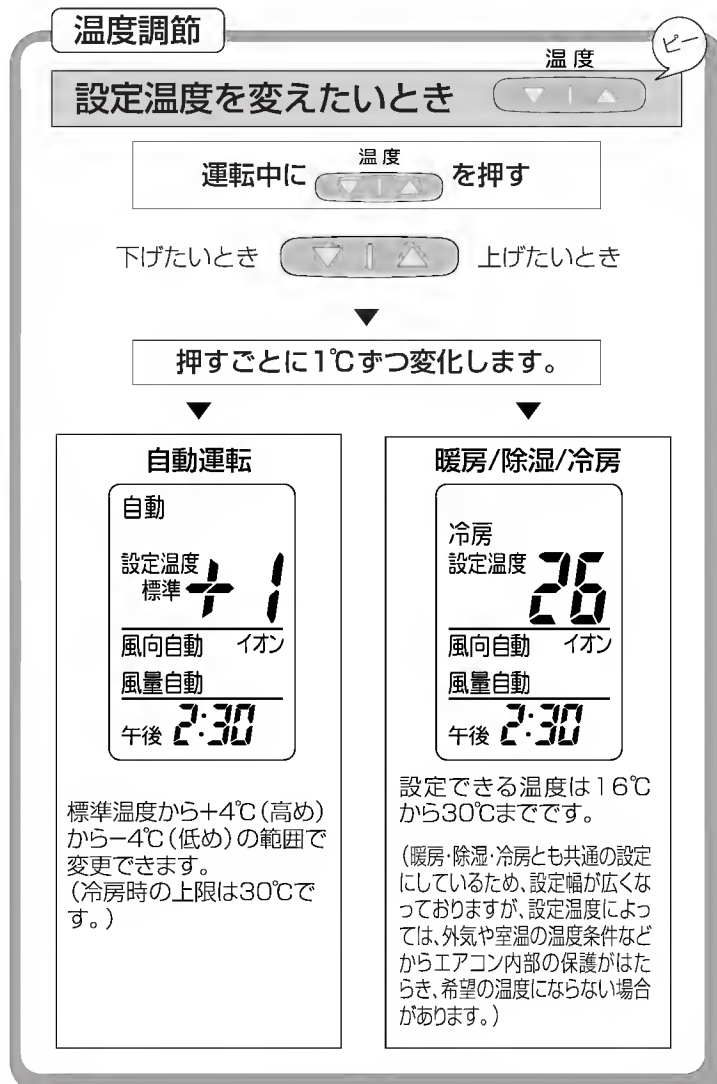 温度調節
ピー
温度
設定温度を変えたいとき ▽ | △
温度
運転中に ▽ | △ を押す
下げたいとき ▽ | △ 上げたいとき
▼
押すごとに1℃ずつ変化します。
▼ ▼
自動運転
自動
設定温度
標準 +1
風向自動 イオン
風量自動
午後 2:30
標準温度から+4℃(高め)
から−4℃(低め)の範囲で
変更できます。
(冷房時の上限は30℃で
す。)
暖房/除湿/冷房
冷房
設定温度 26
風向自動 イオン
風量自動
午後 2:30
設定できる温度は16℃
から30℃までです。
(暖房・除湿・冷房とも共通の設定
にしているため、設定幅が広くな
っておりますが、設定温度によっ
ては、外気や室温の温度条件など
からエアコン内部の保護がはた
らき、希望の温度にならない場合
があります。)